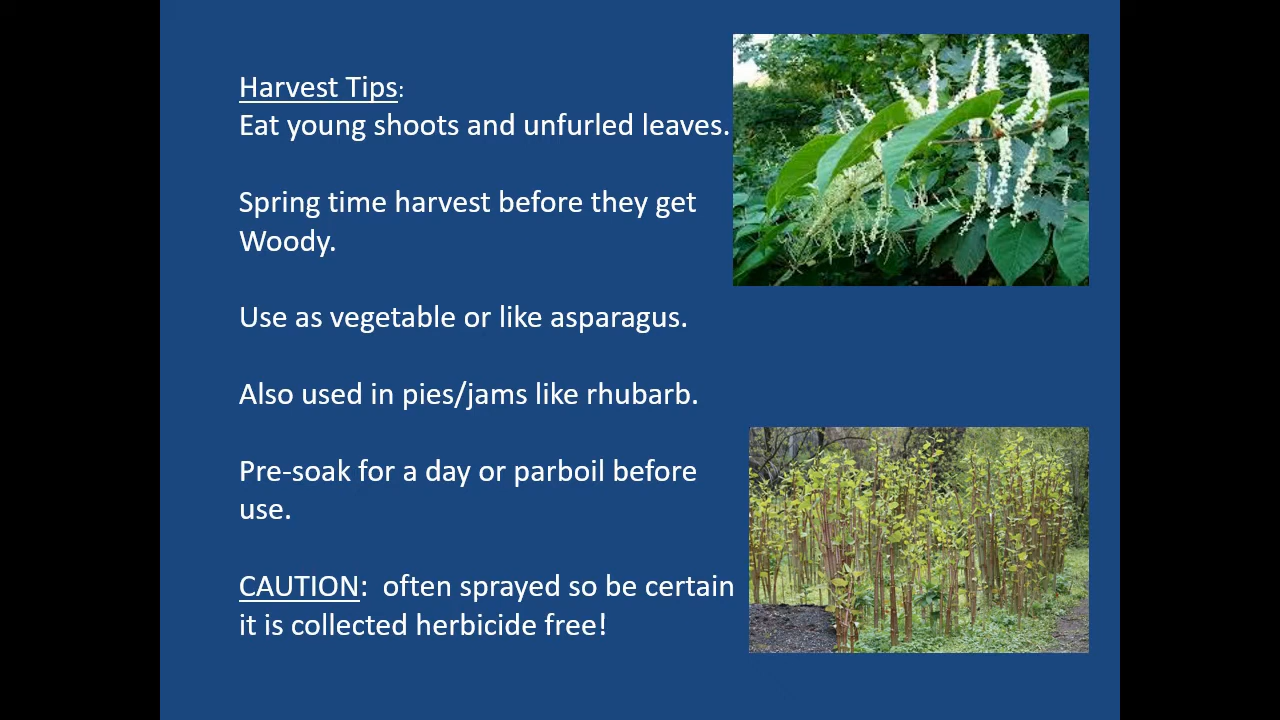 Harvest Tips:
Eat young shoots and unfurled leaves.
Spring time harvest before they get
Woody.
Use as vegetable or like asparagus.
Also used in pies/jams like rhubarb.
Pre-soak for a day or parboil before
use.
CAUTION:  often sprayed so be certain
it is collected herbicide free!